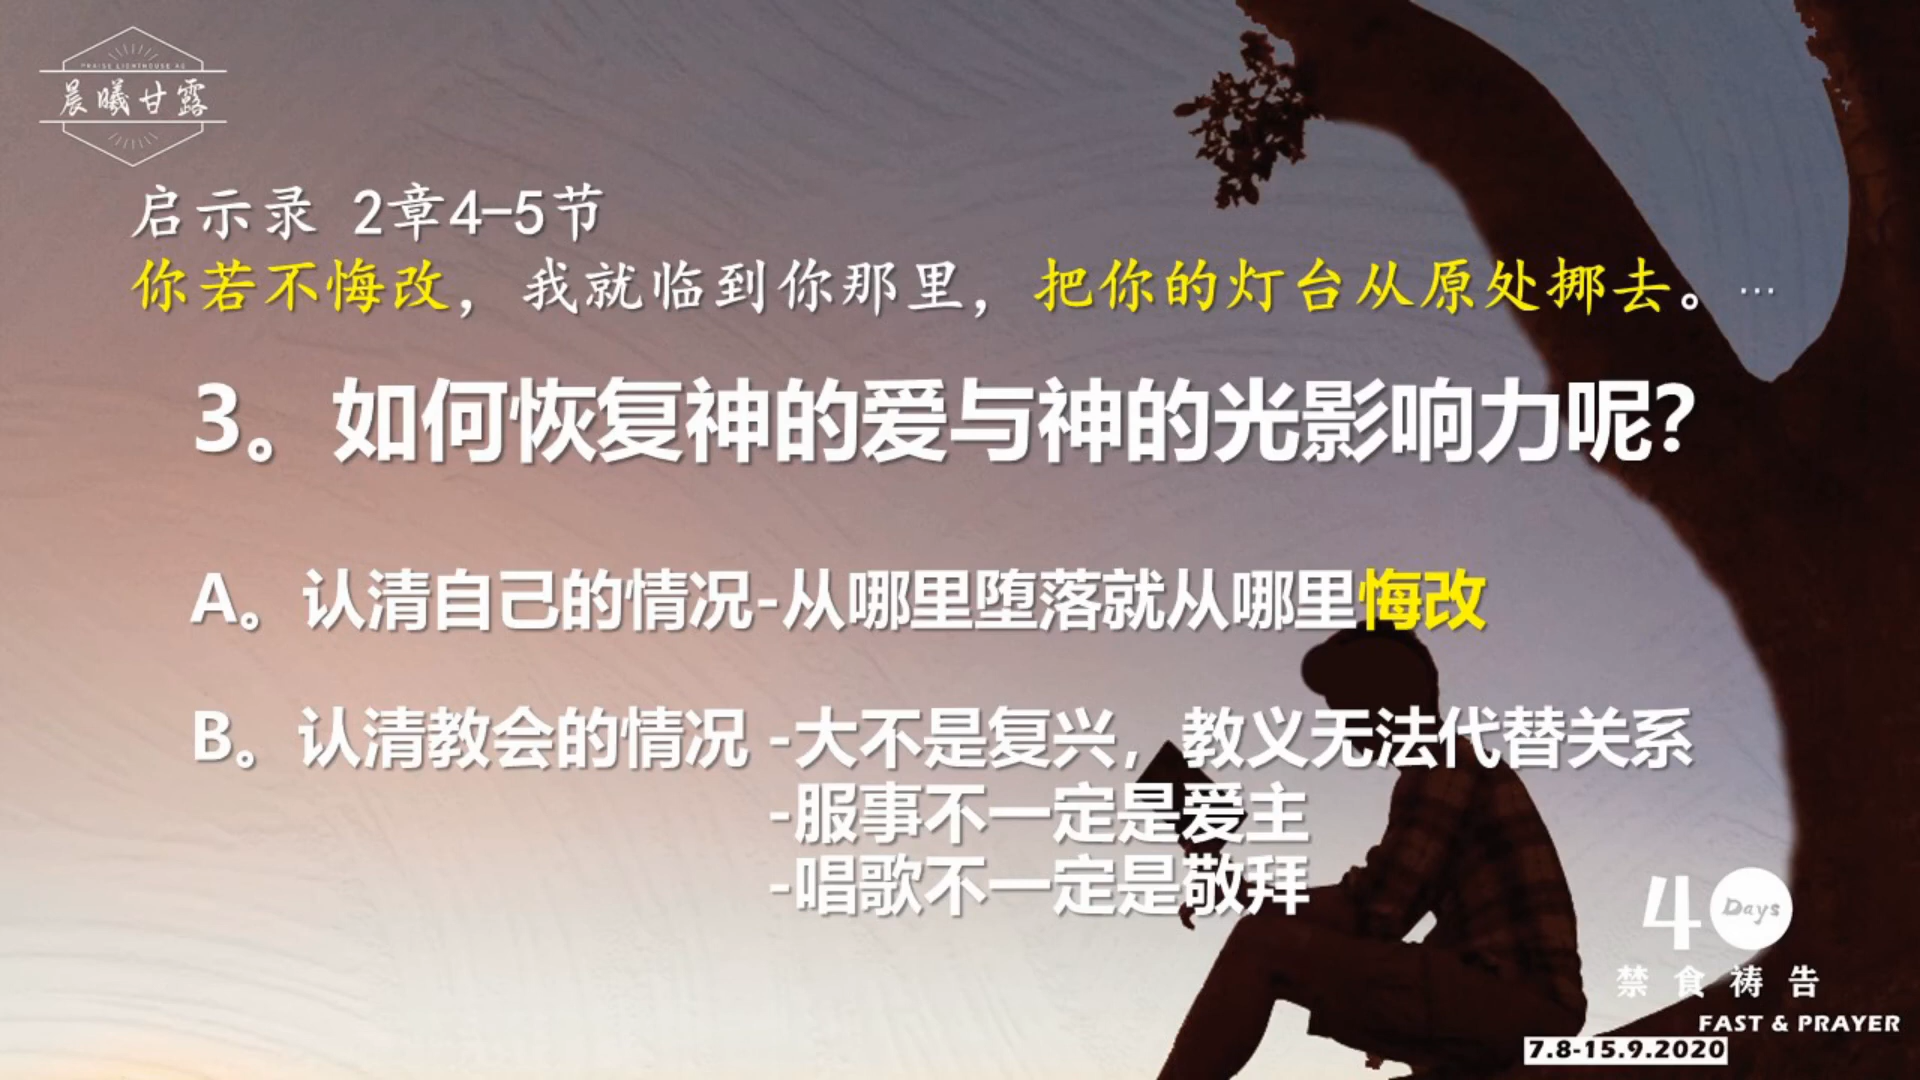 PRAISE LIGHTHOUSE AG
晨曦甘露
启示录 2章4-5节
你若不悔改，我就临到你那里，把你的灯台从原处挪去。…
3。如何恢复神的爱与神的光影响力呢？
A。认清自己的情况-从哪里堕落就从哪里悔改
B。认清教会的情况 -大不是复兴，教义无法代替关系
-服事不一定是爱主
-唱歌不一定是敬拜
40 Days
禁食祷告
FAST & PRAYER
7.8-15.9.2020